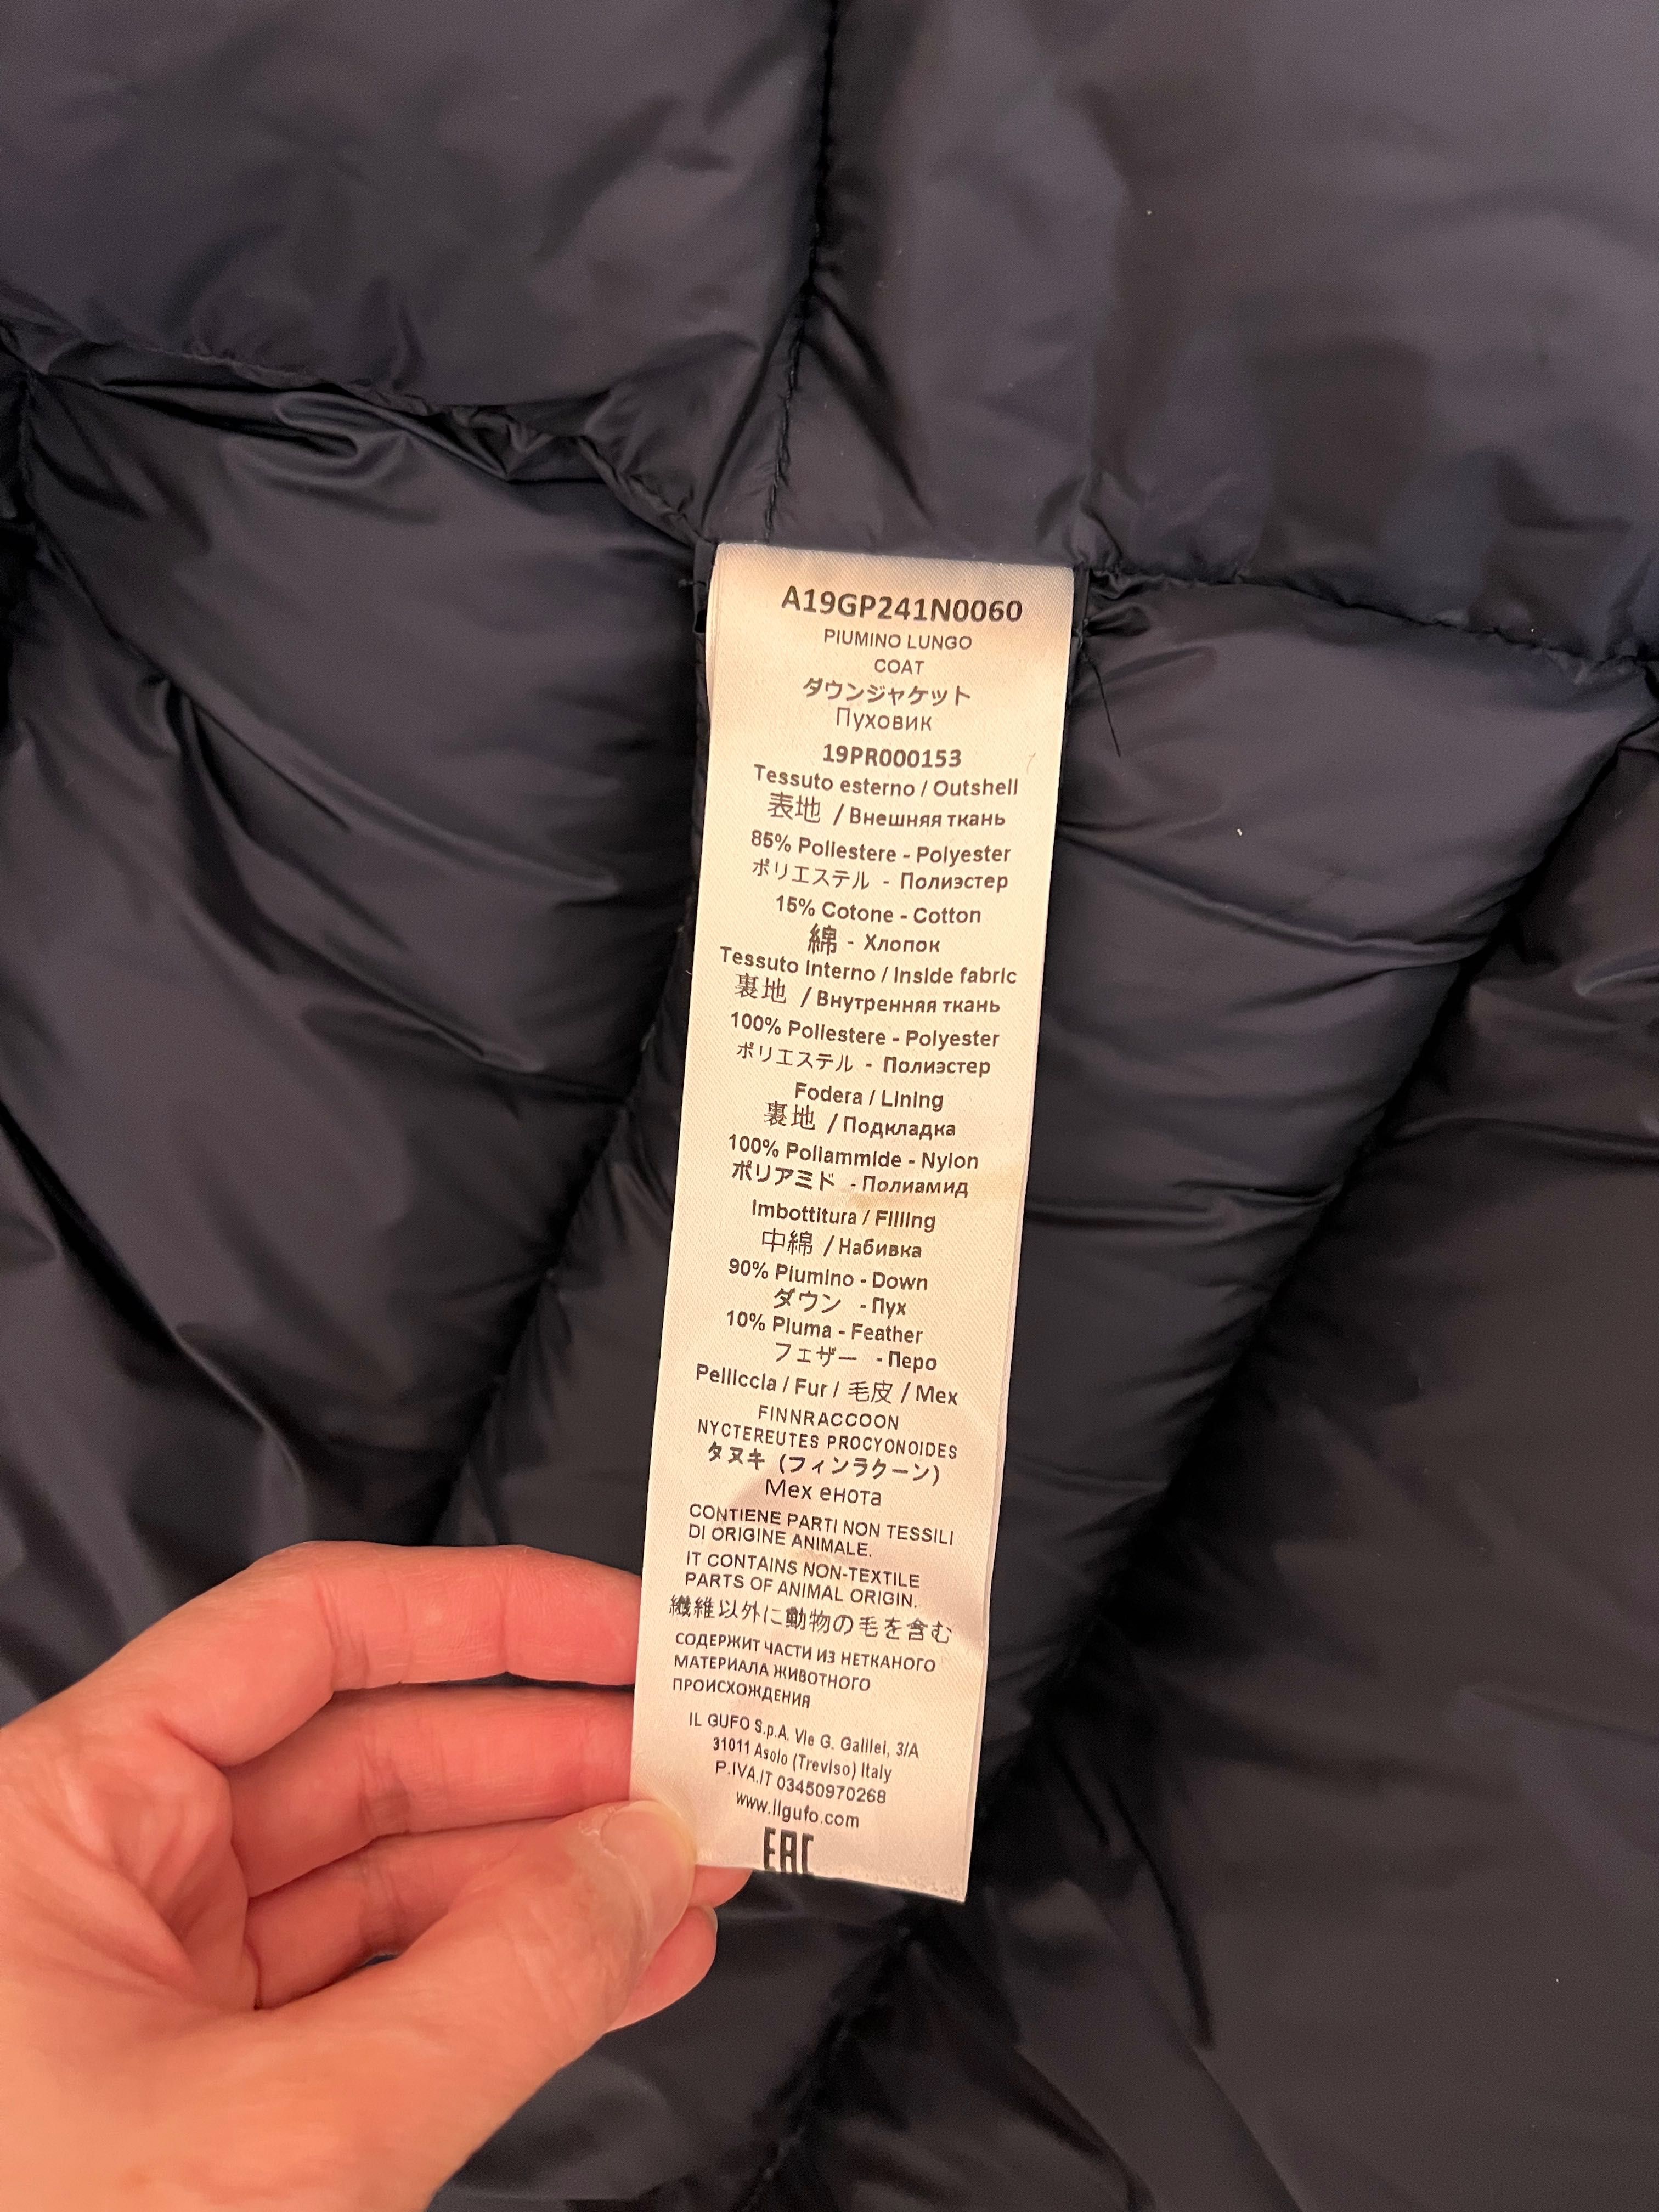 A19GP241N0060
PIUMINO LUNGO
COAT
ダウンジャケット
Пуховик
19PR000153
Tessuto esterno / Outshell
表地 / Внешняя ткань
85% Poliestere - Polyester
ポリエステル - Полиэстер
15% Cotone - Cotton
綿 - Хлопок
Tessuto interno / Inside fabric
裏地 / Внутренняя ткань
100% Poliestere - Polyester
ポリエステル - Полиэстер
Fodera / Lining
裏地 / Подкладка
100% Poliammide - Nylon
ポリアミド - Полиамид
Imbottitura / Filling
中綿 / Набивка
90% Piumino - Down
ダウン - Пух
10% Piuma - Feather
フェザー - Перо
Pelliccia / Fur / 毛皮 / Мех
FINNRACCOON
NYCTEREUTES PROCYONOIDES
タヌキ (フィンラクーン)
Мех енота
CONTIENE PARTI NON TESSILI
DI ORIGINE ANIMALE.
IT CONTAINS NON-TEXTILE
PARTS OF ANIMAL ORIGIN.
繊維以外に動物の毛を含む
СОДЕРЖИТ ЧАСТИ ИЗ НЕТКАНОГО
МАТЕРИАЛА ЖИВОТНОГО
ПРОИСХОЖДЕНИЯ
IL GUFO S.p.A. Vle G. Galilei, 3/A
31011 Asolo (Treviso) Italy
P.IVA.IT 03450970268
www.ilgufo.com
EAC